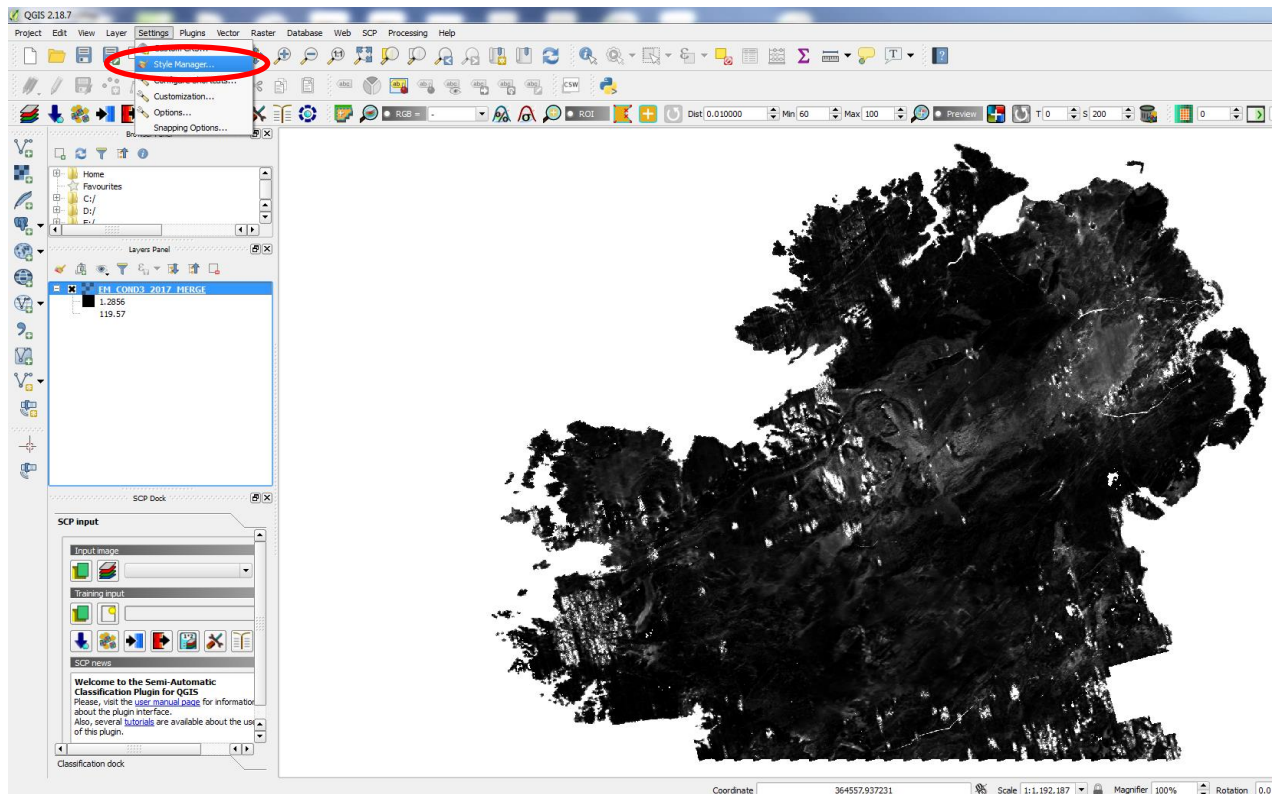 QGIS 2.18.7
Project Edit View Layer Settings Plugins Vector Raster Database Web SCP Processing Help
Style Manager...
Customization...
Options...
Snapping Options...
CSW
RGB = -
ROI
Dist 0.010000
Min 60
Max 100
Preview
T 0
S 200
0
Home
Favourites
C:/
D:/
E:/
Layers Panel
EM_COND3_2017_MERGE
1.2856
119.57
SCP Dock
SCP input
Input image
Training input
SCP news
Welcome to the Semi-Automatic
Classification Plugin for QGIS
Please, visit the user manual page for information
about the plugin interface.
Also, several tutorials are available about the use
of this plugin.
Classification dock
Coordinate 364557,937231 Scale 1:1,192,187 Magnifier 100% Rotation 0.0